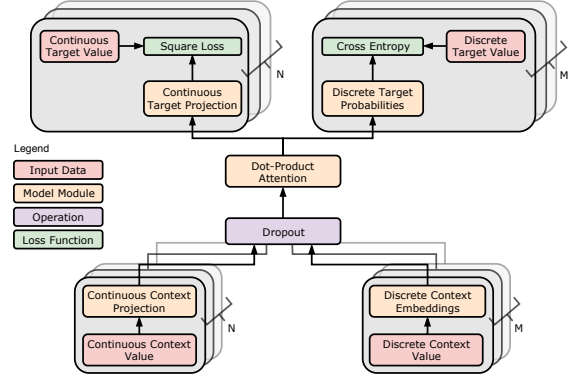 Continuous
Target Value
Square Loss
Continuous
Target Projection
N
Cross Entropy
Discrete
Target Value
Discrete Target
Probabilities
M
Legend
Input Data
Model Module
Operation
Loss Function
Dot-Product
Attention
Dropout
Continuous Context
Projection
Continuous Context
Value
N
Discrete Context
Embeddings
Discrete Context
Value
M